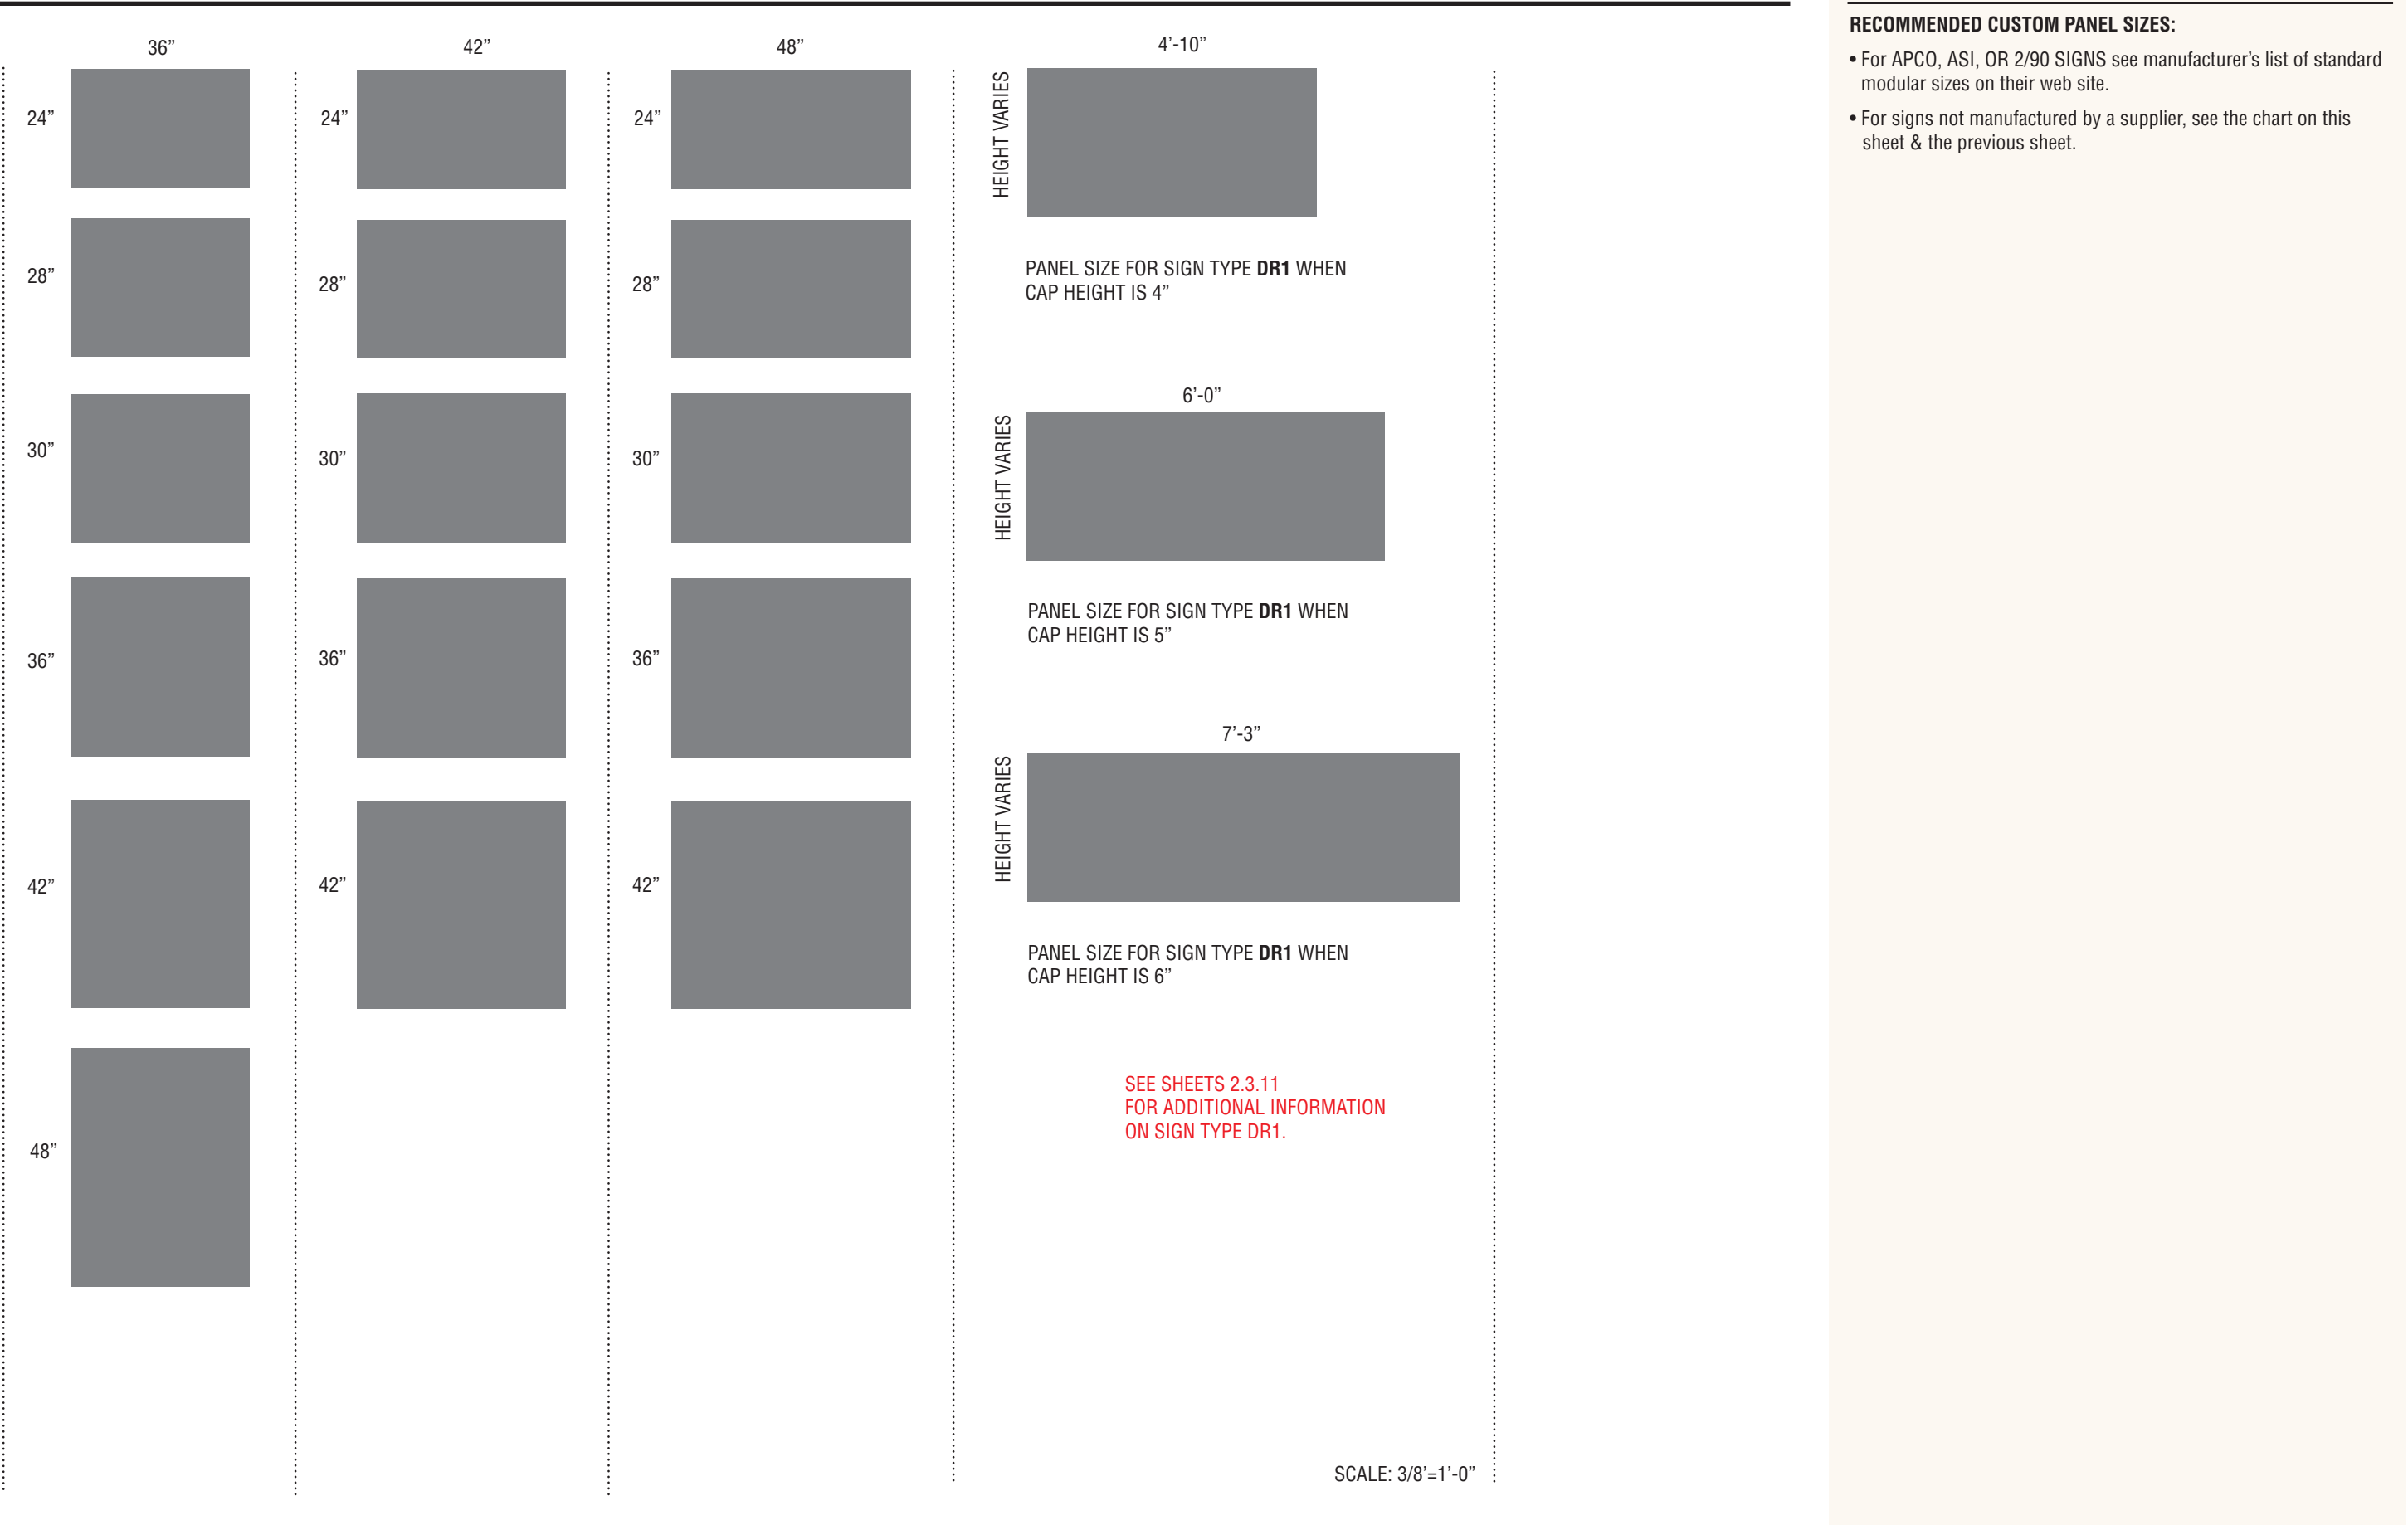 36”
24”
28”
30”
36”
42”
48”
42”
24”
28”
30”
36”
42”
48”
24”
28”
30”
36”
42”
4’-10”
HEIGHT VARIES
PANEL SIZE FOR SIGN TYPE DR1 WHEN
CAP HEIGHT IS 4”
6’-0”
HEIGHT VARIES
PANEL SIZE FOR SIGN TYPE DR1 WHEN
CAP HEIGHT IS 5”
7’-3”
HEIGHT VARIES
PANEL SIZE FOR SIGN TYPE DR1 WHEN
CAP HEIGHT IS 6”
SEE SHEETS 2.3.11
FOR ADDITIONAL INFORMATION
ON SIGN TYPE DR1.
SCALE: 3/8’=1’-0”
RECOMMENDED CUSTOM PANEL SIZES:
• For APCO, ASI, OR 2/90 SIGNS see manufacturer’s list of standard
modular sizes on their web site.
• For signs not manufactured by a supplier, see the chart on this
sheet & the previous sheet.